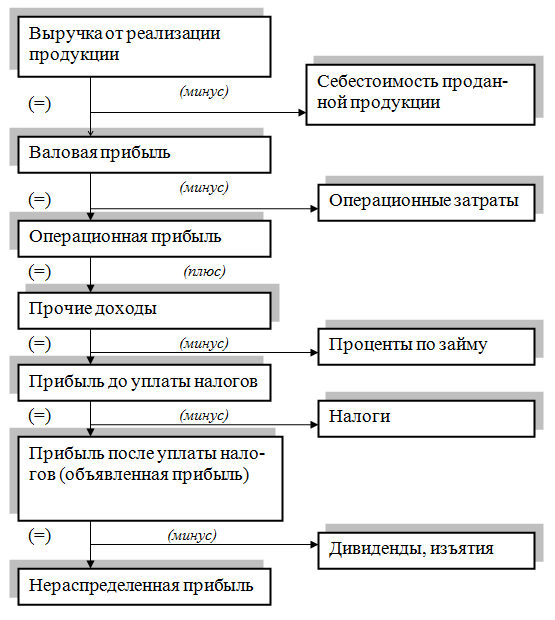 Выручка от реализации
продукции
(минус)
(=)
Себестоимость продан-
ной продукции
Валовая прибыль
(минус)
(=)
Операционные затраты
Операционная прибыль
(=)
(плюс)
Прочие доходы
(=)
(минус)
Проценты по займу
Прибыль до уплаты налогов
(=)
(минус)
Налоги
Прибыль после уплаты нало-
гов (объявленная прибыль)
(=)
(минус)
Дивиденды, изъятия
Нераспределенная прибыль